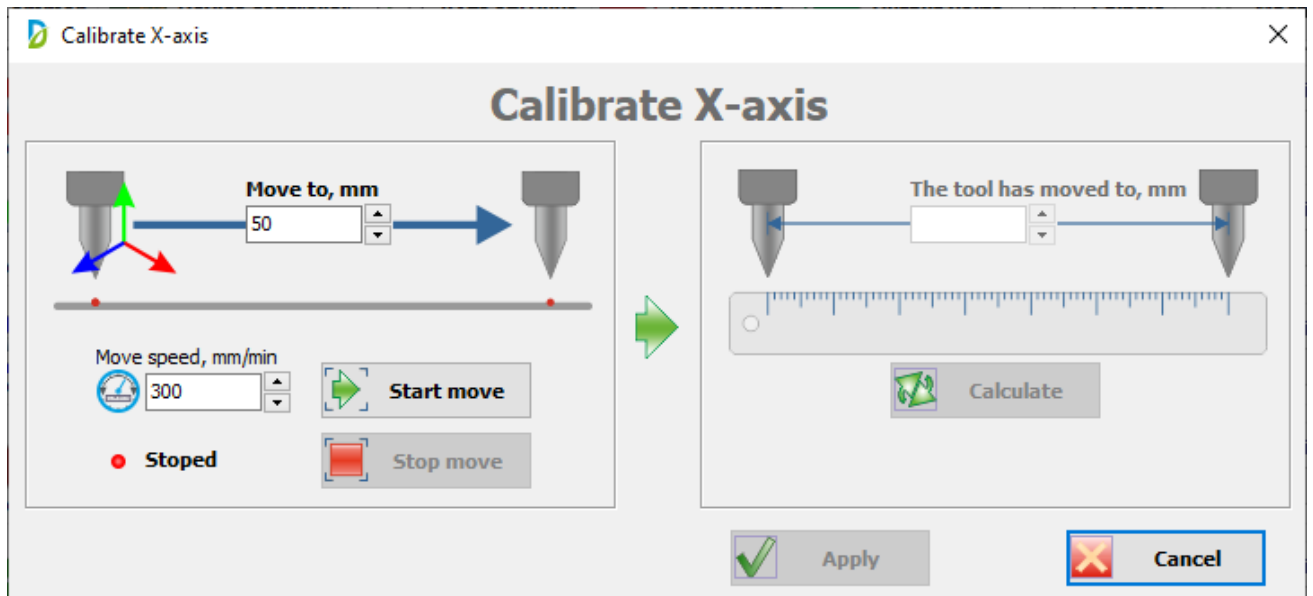 Calibrate X-axis
Calibrate X-axis
Move to, mm
50
Move speed, mm/min
300
Start move
Stoped
Stop move
The tool has moved to, mm
Calculate
Apply
Cancel